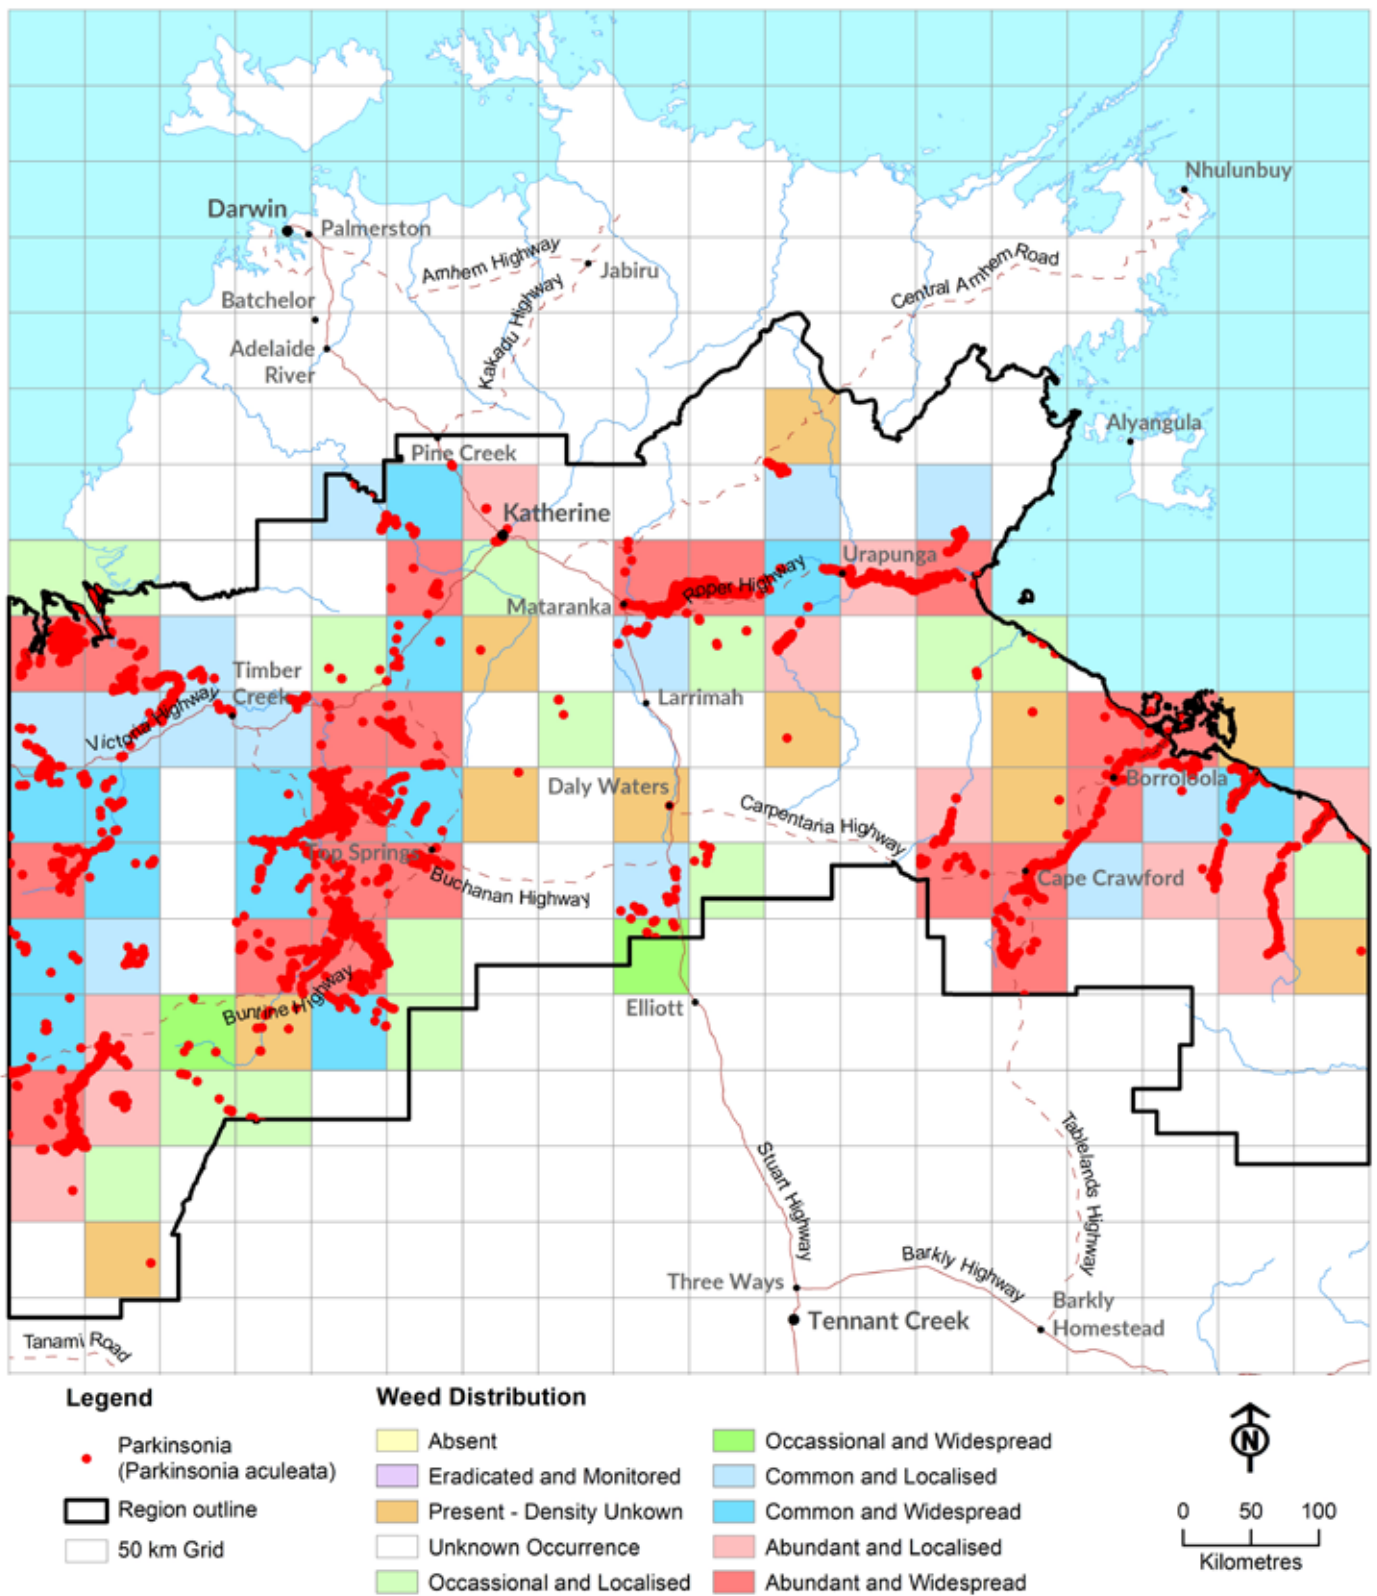 Nhulunbuy
Darwin
Palmerston
Arnhem Highway
Jabiru
Central Arnhem Road
Kakadu Highway
Batchelor
Adelaide
River
Alyangula
Pine Creek
Katherine
Urapunga
Roper Highway
Mataranka
Timber
Creek
Victoria Highway
Larrimah
Daly Waters
Borroloola
Carpentaria Highway
Top Springs
Buchanan Highway
Cape Crawford
Buntine Highway
Elliott
Stuart Highway
Tablelands Highway
Three Ways
Barkly Highway
Barkly
Homestead
Tennant Creek
Tanami Road
Legend
Parkinsonia
(Parkinsonia aculeata)
Region outline
50 km Grid
Weed Distribution
Absent
Eradicated and Monitored
Present - Density Unkown
Unknown Occurrence
Occassional and Localised
Occassional and Widespread
Common and Localised
Common and Widespread
Abundant and Localised
Abundant and Widespread
N
0 50 100
Kilometres